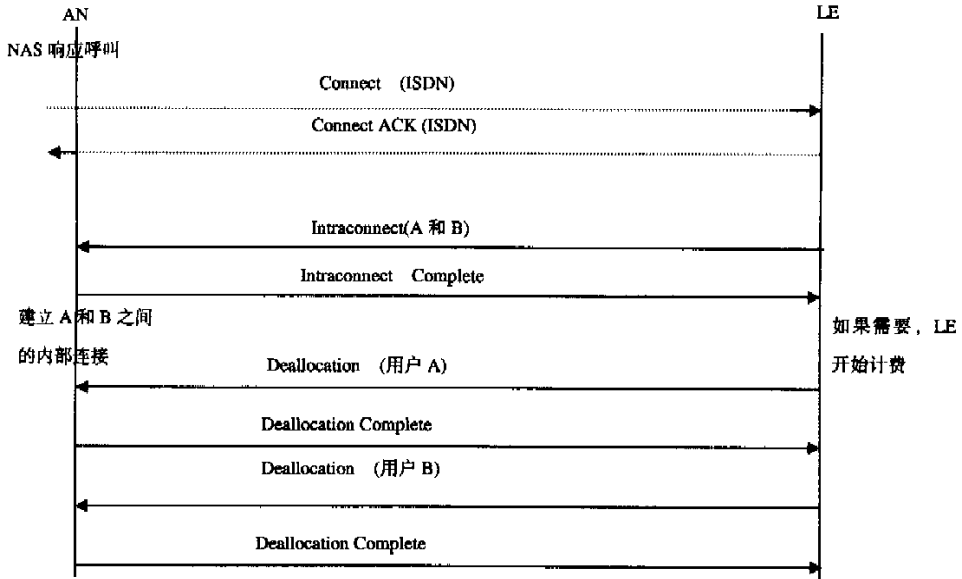 AN
LE
NAS 响应呼叫
Connect (ISDN)
Connect ACK (ISDN)
Intraconnect(A 和 B)
Intraconnect Complete
建立 A 和 B 之间
的内部连接
如果需要，LE
开始计费
Deallocation (用户 A)
Deallocation Complete
Deallocation (用户 B)
Deallocation Complete